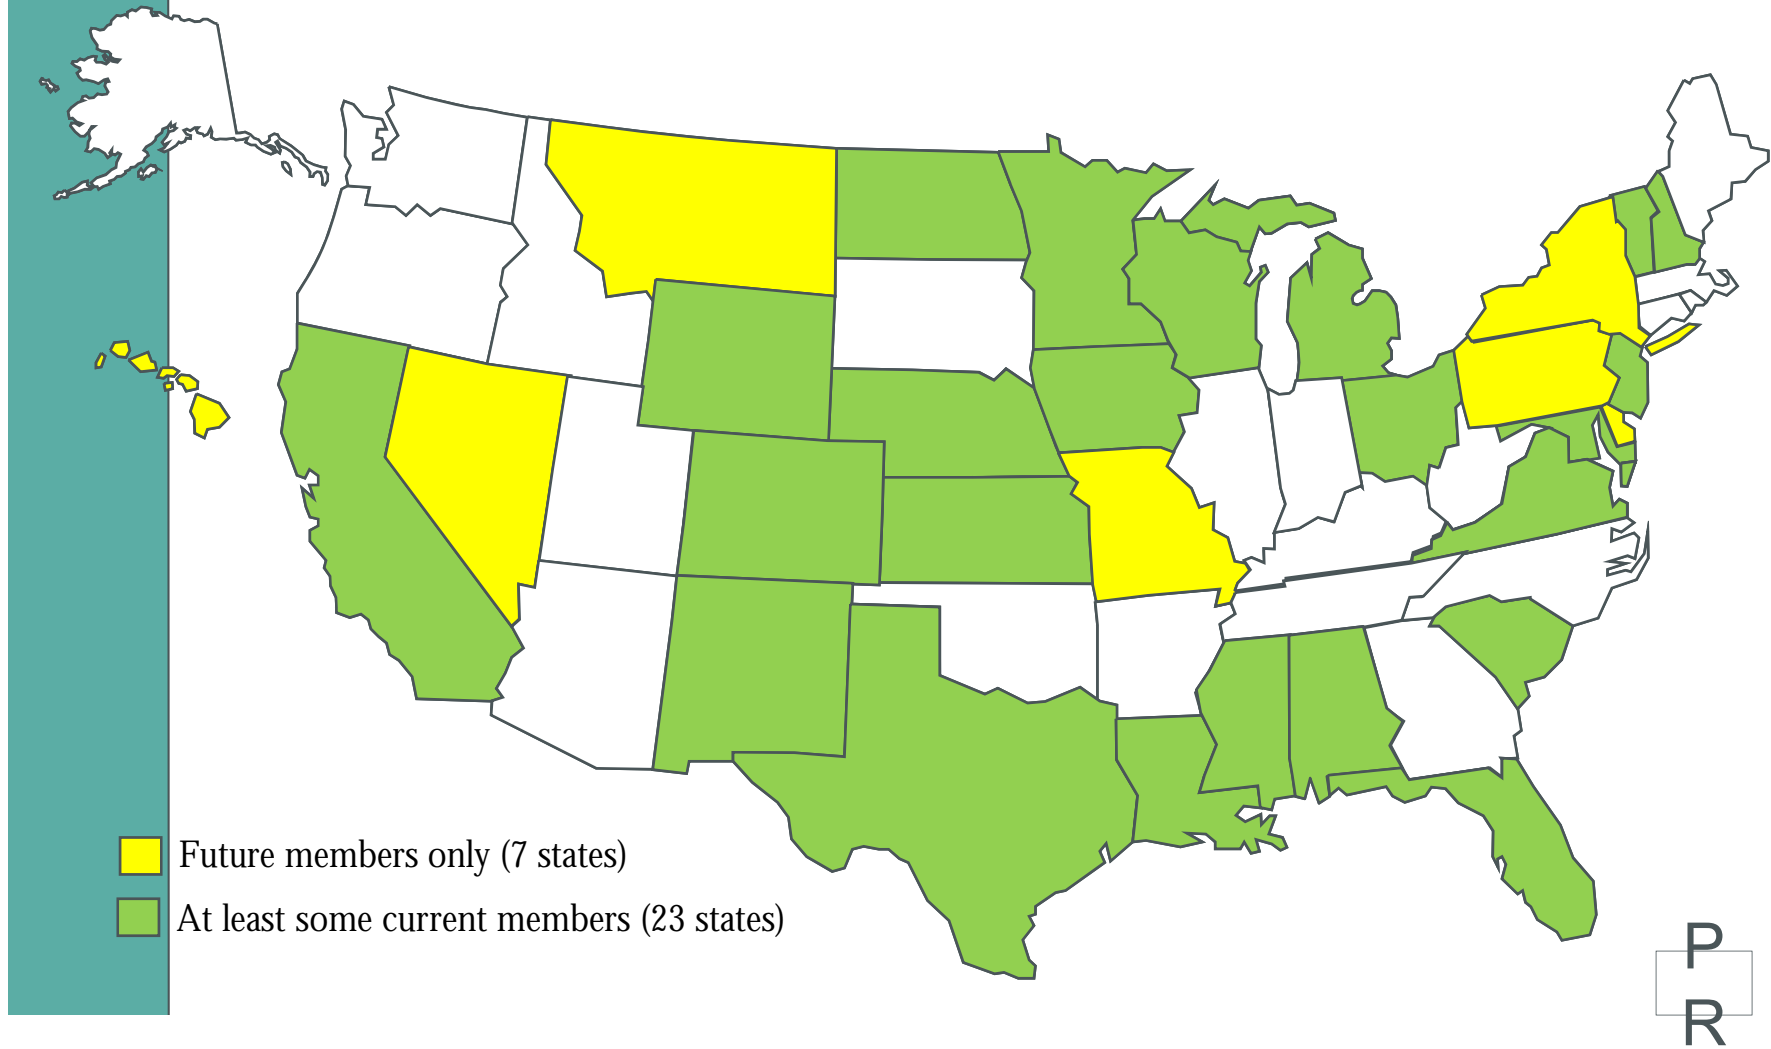 Future members only (7 states)
At least some current members (23 states)
P
R